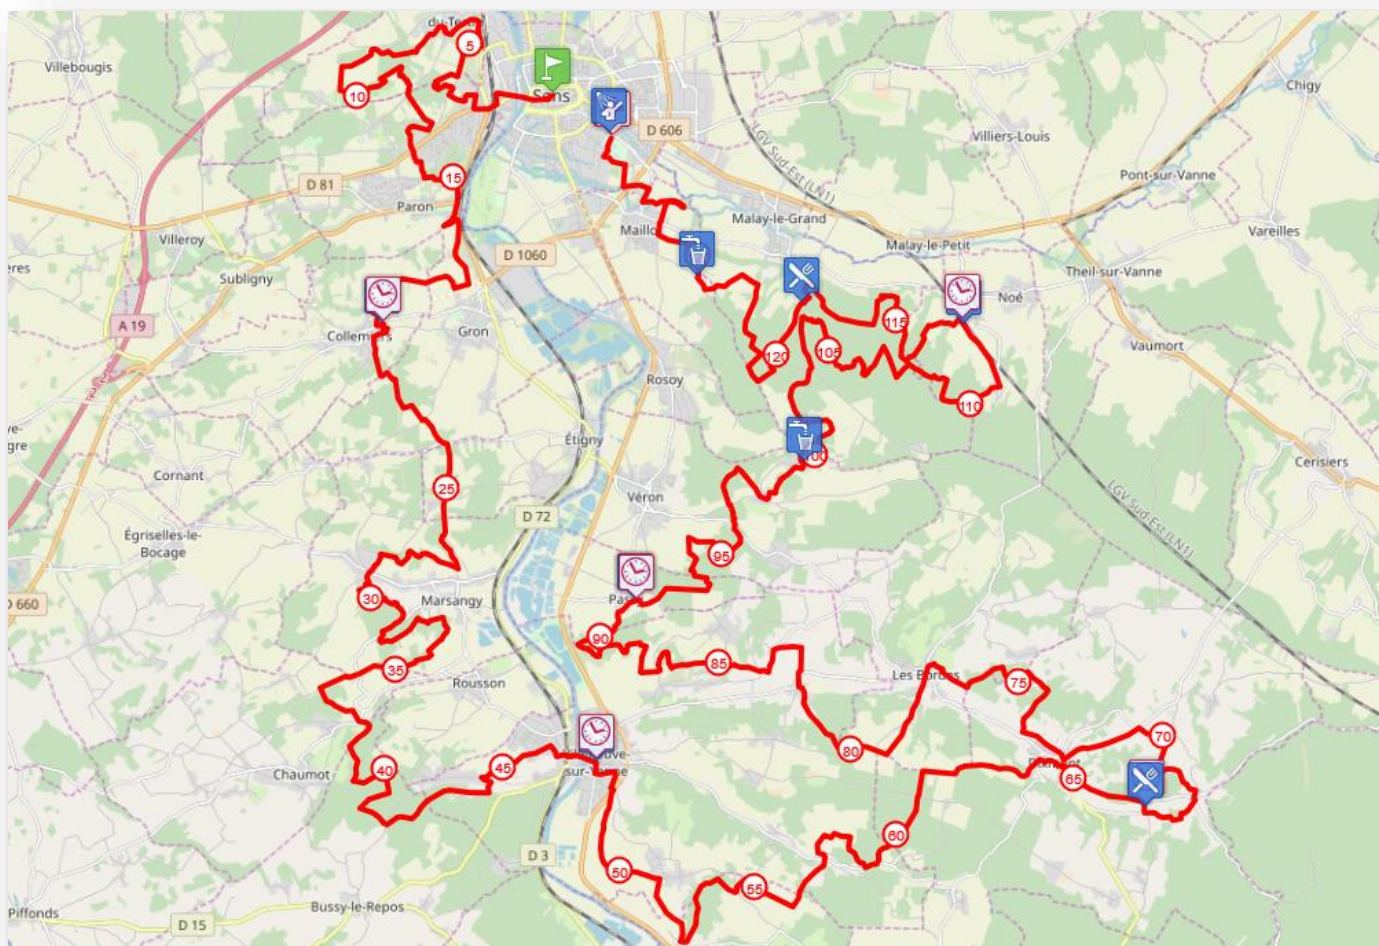 5
Villebougis
Sens
10
D 606
Chigy
Villiers-Louis
LGV Sud-Est (LN1)
15
D 81
Pont-sur-Vanne
Paron
Malay-le-Grand
Villeroy
Maillo
Vareilles
D 1060
Malay-le-Petit
ères
Subligny
Theil-sur-Vanne
Noé
A 19
115
Gron
Vaumort
105
120
Rosoy
110
Étigny
100
Cerisiers
Cornant
25
Véron
LGV Sud-Est (LN1)
D 72
Égriselles-le-
Bocage
95
30
Marsangy
D 660
90
85
35
Les Bordes
75
Rousson
70
80
40
45
Chaumot
65
60
D 3
50
55
Piffonds
D 15
Bussy-le-Repos